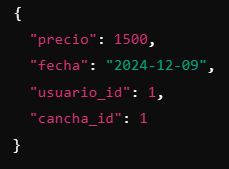 {
"precio": 1500,
"fecha": "2024-12-09",
"usuario_id": 1,
"cancha_id": 1
}